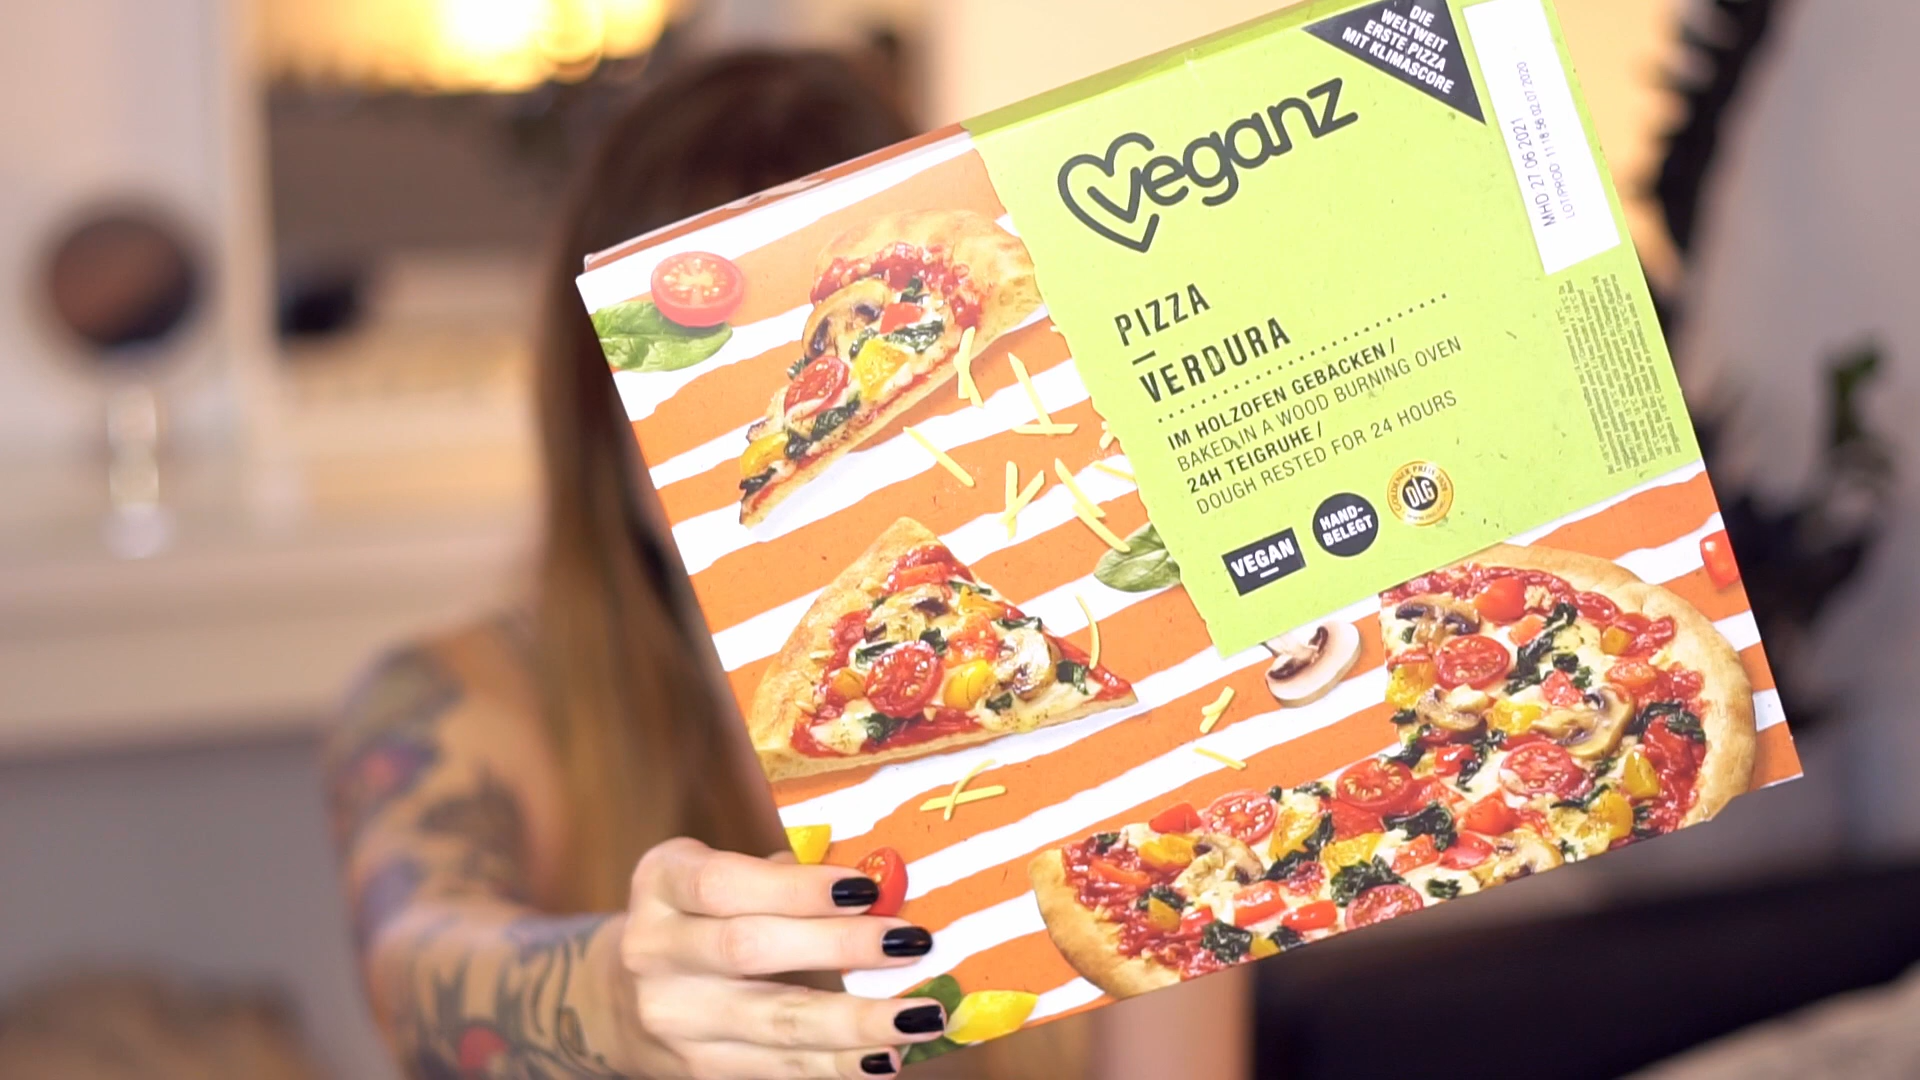 DIE
WELTWEIT
ERSTE PIZZA
MIT KLIMASCORE
veganz
MHD 27 06 2021
PIZZA
VERDURA
IM HOLZOFEN GEBACKEN/
BAKED IN A WOOD BURNING OVEN
24H TEIGRUHE/
DOUGH RESTED FOR 24 HOURS
VEGAN
HAND-
BELEGT
DLG